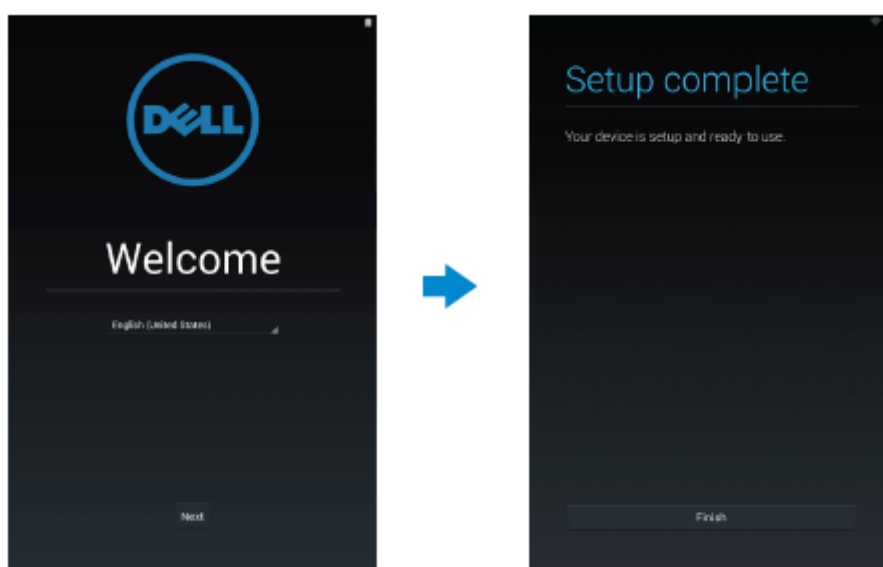 DELL
Welcome
English (United States)
Next
Setup complete
Your device is setup and ready to use.
Finish